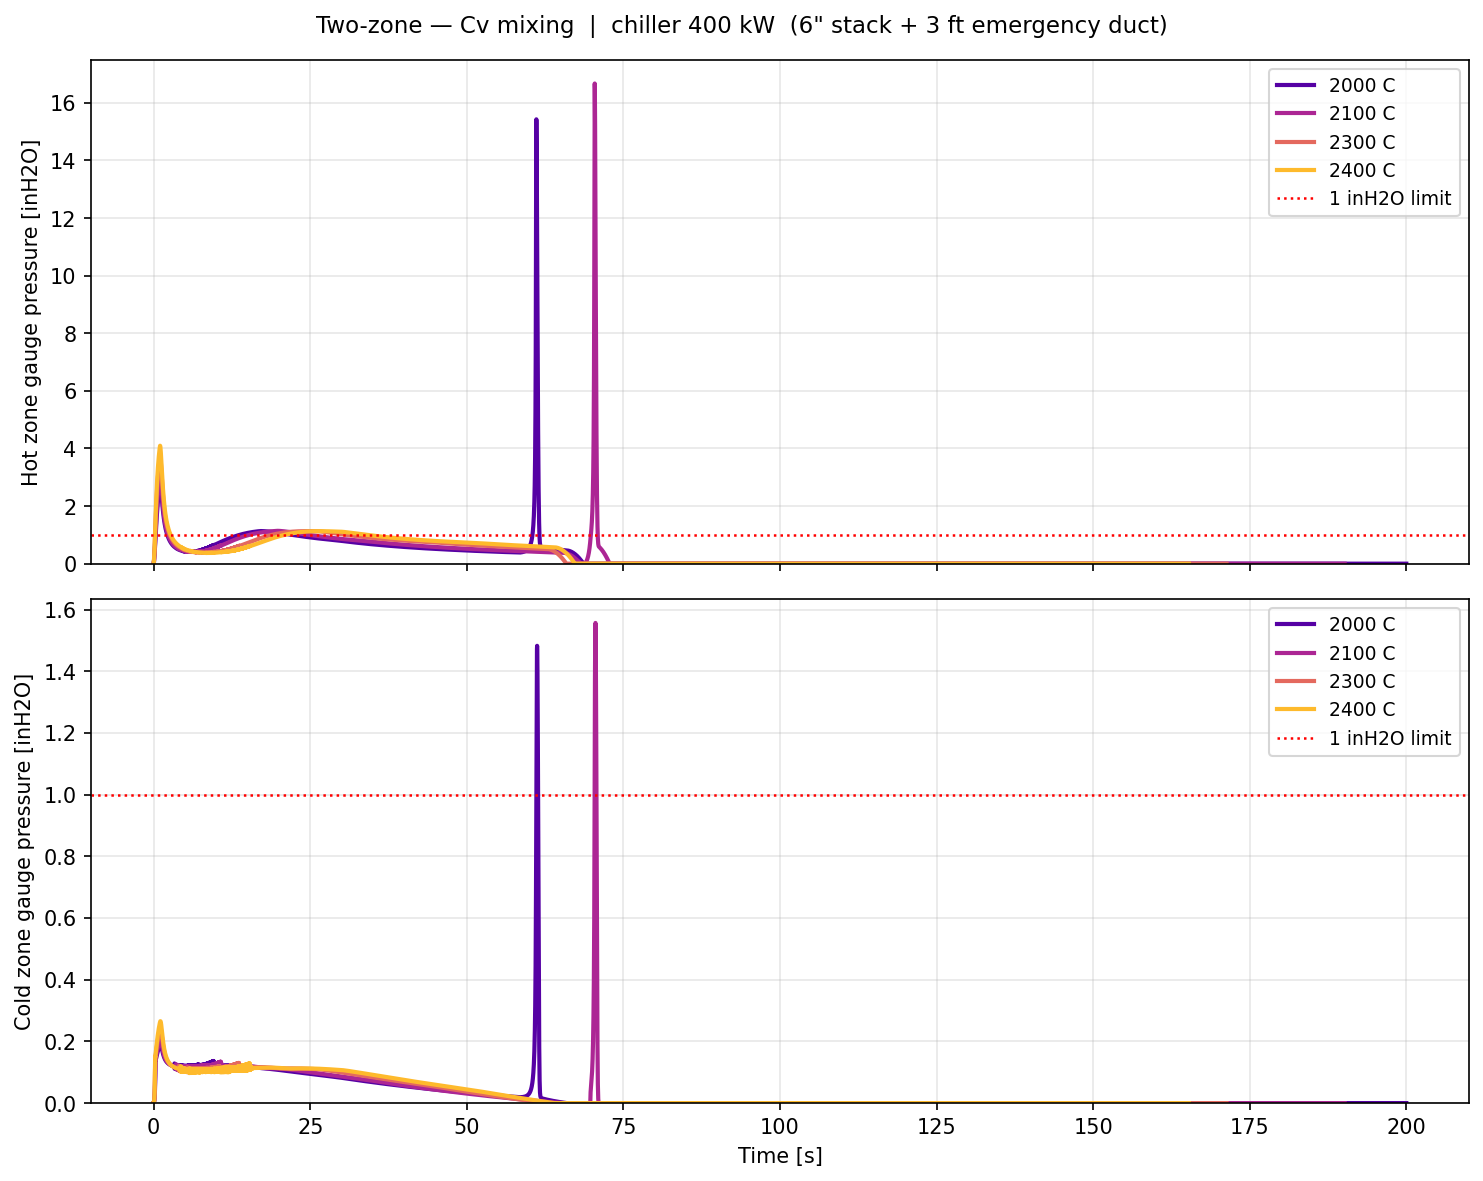 Two-zone — Cv mixing | chiller 400 kW (6" stack + 3 ft emergency duct)
Hot zone gauge pressure [inH2O]
16
14
12
10
8
6
4
2
0
2000 C
2100 C
2300 C
2400 C
1 inH2O limit
Cold zone gauge pressure [inH2O]
1.6
1.4
1.2
1.0
0.8
0.6
0.4
0.2
0.0
2000 C
2100 C
2300 C
2400 C
1 inH2O limit
0 25 50 75 100 125 150 175 200
Time [s]